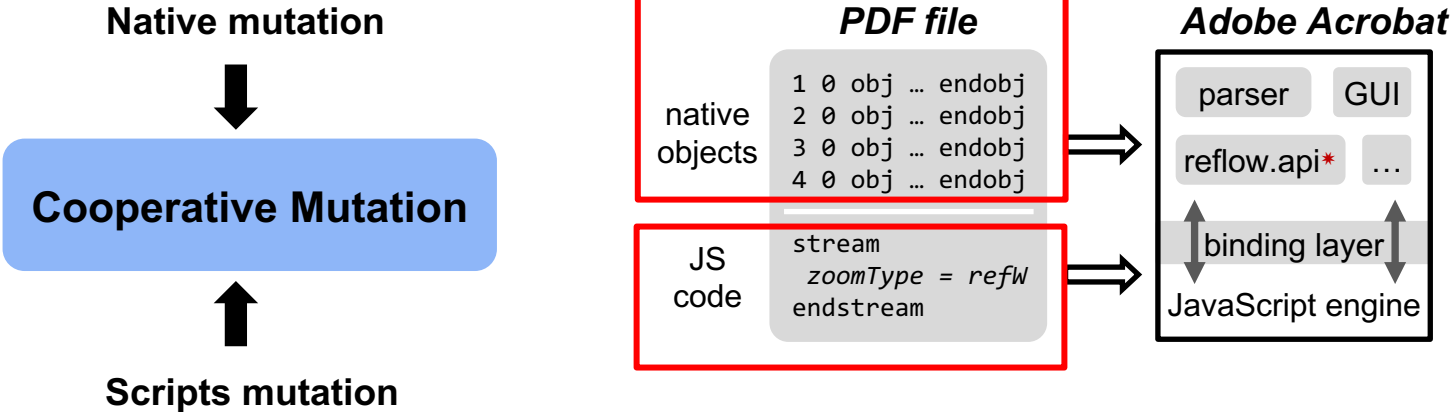 Native mutation
Cooperative Mutation
Scripts mutation
PDF file
native
objects
1 0 obj … endobj
2 0 obj … endobj
3 0 obj … endobj
4 0 obj … endobj
JS
code
stream
zoomType = refW
endstream
Adobe Acrobat
parser
GUI
reflow.api✷
…
binding layer
JavaScript engine